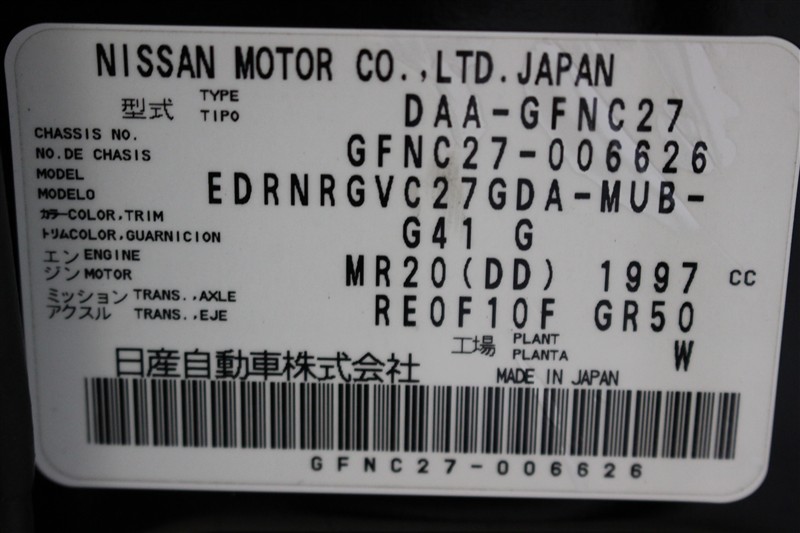 NISSAN MOTOR CO.,LTD.JAPAN
型式 TYPE TIPO DAA-GFNC27
CHASSIS NO. NO.DE CHASIS GFNC27-006626
MODEL MODELO EDRNRGVC27GDA-MUB-
カラー COLOR,TRIM トリム COLOR,GUARNICION G41 G
エンジン ENGINE MOTOR MR20(DD) 1997 CC
ミッション アクスル TRANS.,AXLE TRANS.,EJE RE0F10F GR50
工場 PLANT PLANTA W
日産自動車株式会社 MADE IN JAPAN
GFNC27-006626